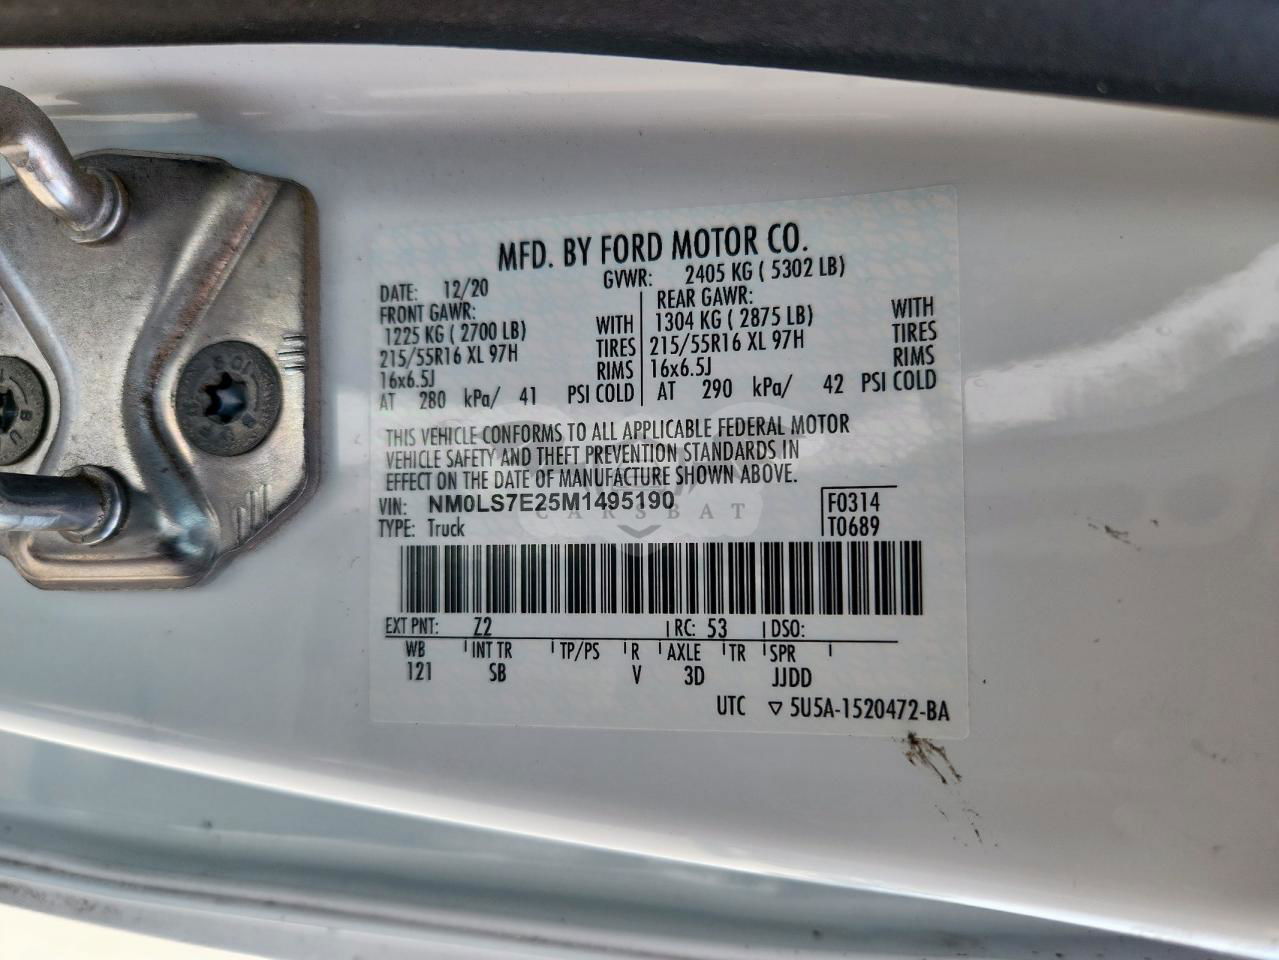 MFD. BY FORD MOTOR CO.
DATE: 12/20 GVWR: 2405 KG ( 5302 LB)
FRONT GAWR: REAR GAWR:
1225 KG ( 2700 LB) WITH 1304 KG ( 2875 LB) WITH
215/55R16 XL 97H TIRES 215/55R16 XL 97H TIRES
16x6.5J RIMS 16x6.5J RIMS
AT 280 kPa/ 41 PSI COLD AT 290 kPa/ 42 PSI COLD
THIS VEHICLE CONFORMS TO ALL APPLICABLE FEDERAL MOTOR
VEHICLE SAFETY AND THEFT PREVENTION STANDARDS IN
EFFECT ON THE DATE OF MANUFACTURE SHOWN ABOVE.
VIN: NM0LS7E25M1495190 F0314
CARSBAT
TYPE: Truck T0689
EXT PNT: Z2 RC: 53 DSO:
WB INT TR TP/PS R AXLE TR SPR
121 SB V 3D JJDD
UTC ▽ 5U5A-1520472-BA